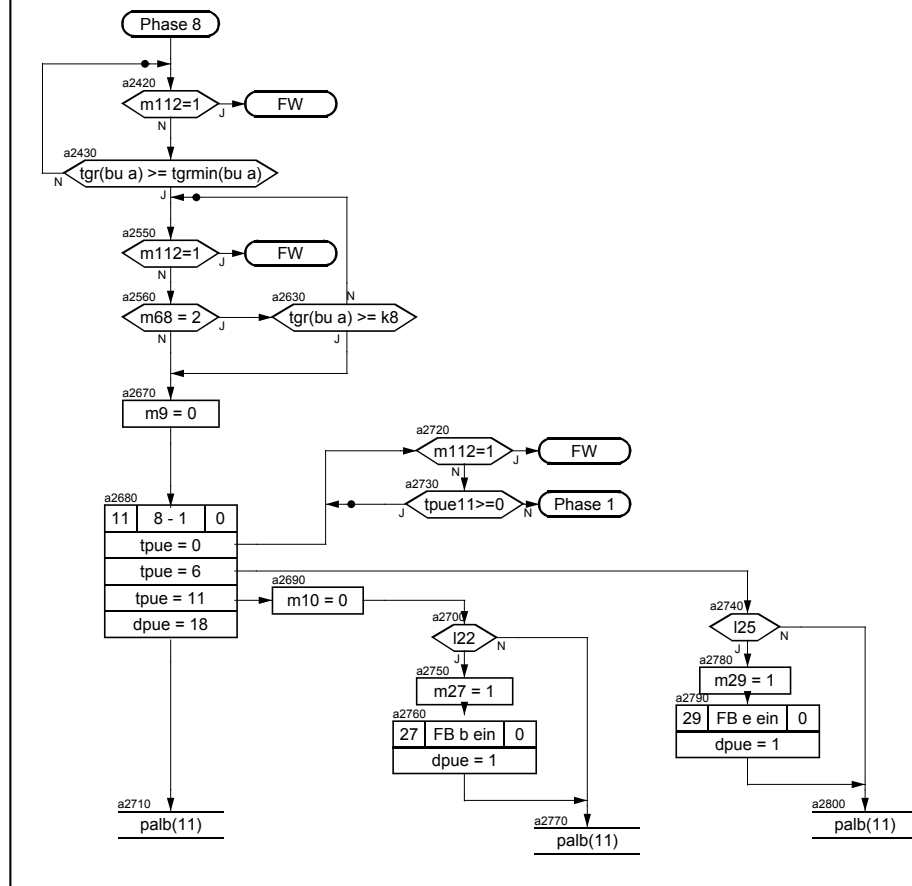 Phase 8
a2420
m112=1
J
FW
N
a2430
tgr(bu a) >= tgrmin(bu a)
N
J
a2550
m112=1
J
FW
N
a2560
m68 = 2
J
N
a2630
N
tgr(bu a) >= k8
J
a2670
m9 = 0
a2680
11 8 - 1 0
tpue = 0
tpue = 6
tpue = 11
dpue = 18
a2720
m112=1
J
FW
N
a2730
tpue11>=0
J
N
Phase 1
a2690
m10 = 0
a2700
l22
N
J
a2750
m27 = 1
a2760
27 FB b ein 0
dpue = 1
a2740
l25
N
J
a2780
m29 = 1
a2790
29 FB e ein 0
dpue = 1
a2710
palb(11)
a2770
palb(11)
a2800
palb(11)